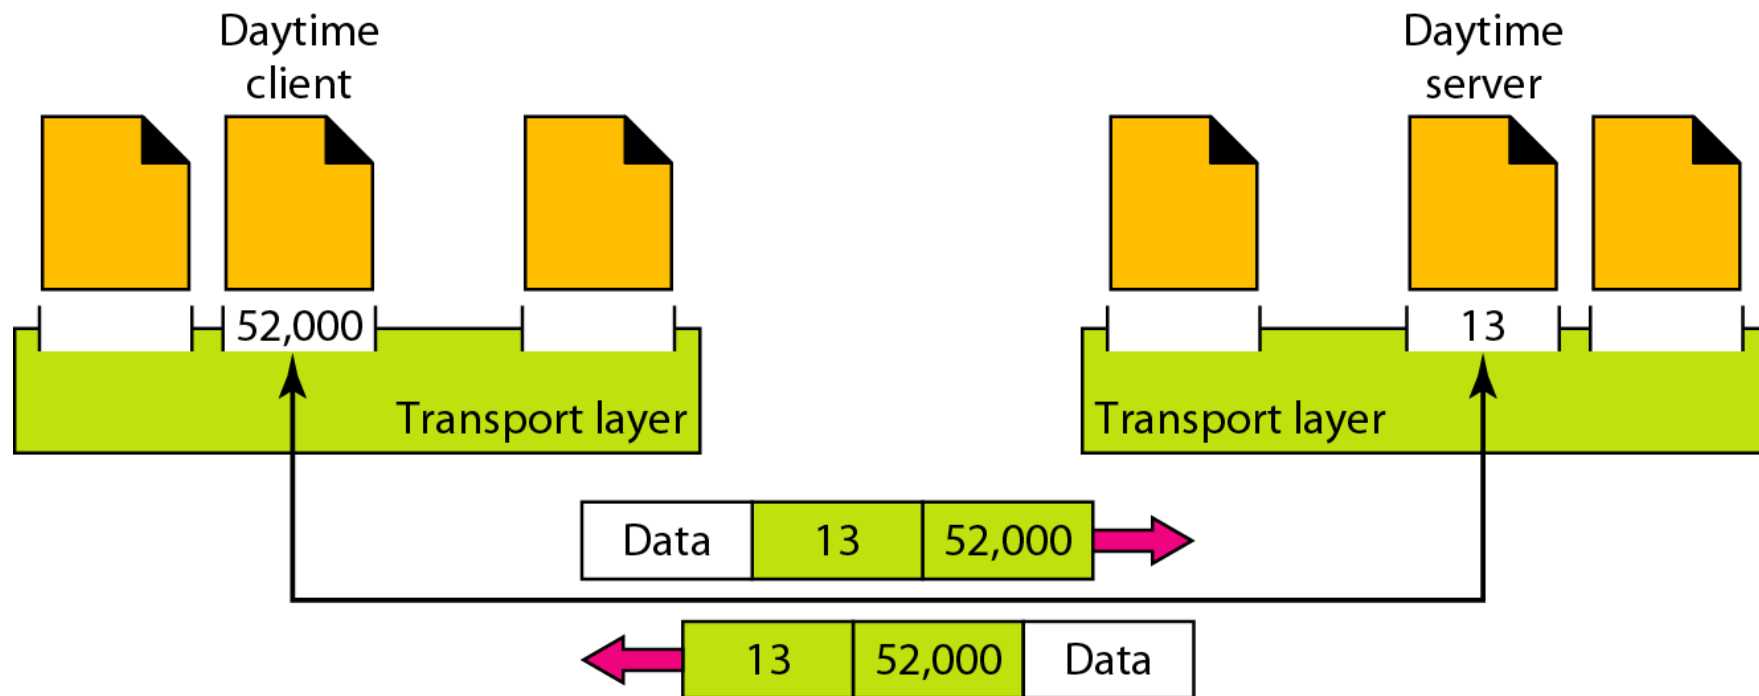 Daytime
client
Daytime
server
52,000
13
Transport layer
Transport layer
Data 13 52,000
13 52,000 Data